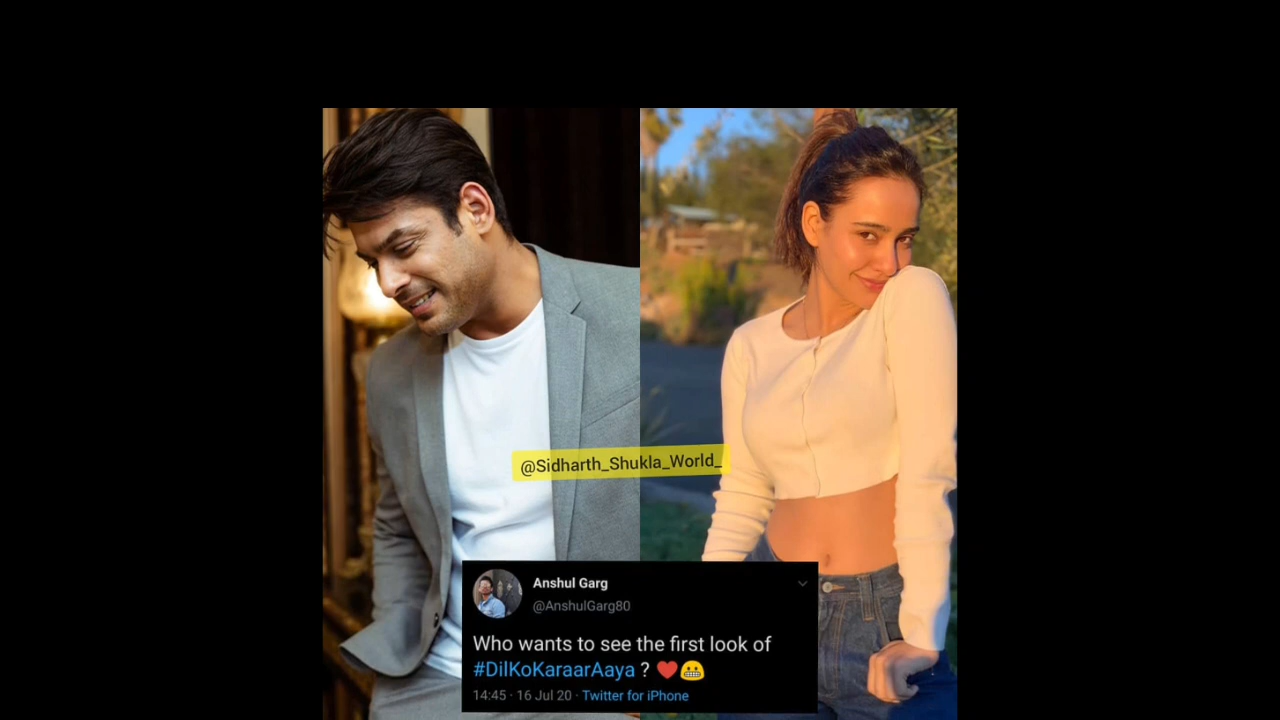 @Sidharth_Shukla_World_
Anshul Garg
@AnshulGarg80
Who wants to see the first look of
#DilKoKaraarAaya ? ❤️😬
14:45 · 16 Jul 20 · Twitter for iPhone